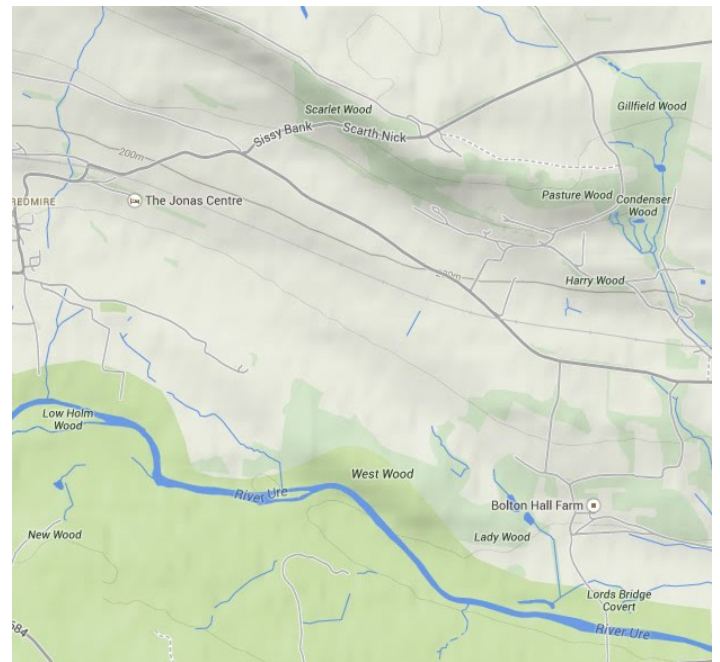 Scarlet Wood
Sissy Bank
Scarth Nick
Gillfield Wood
200m
REDMIRE
The Jonas Centre
Pasture Wood
Condenser
Wood
200m
Harry Wood
Low Holm
Wood
West Wood
River Ure
Bolton Hall Farm
New Wood
Lady Wood
Lords Bridge
Covert
684
River Ure